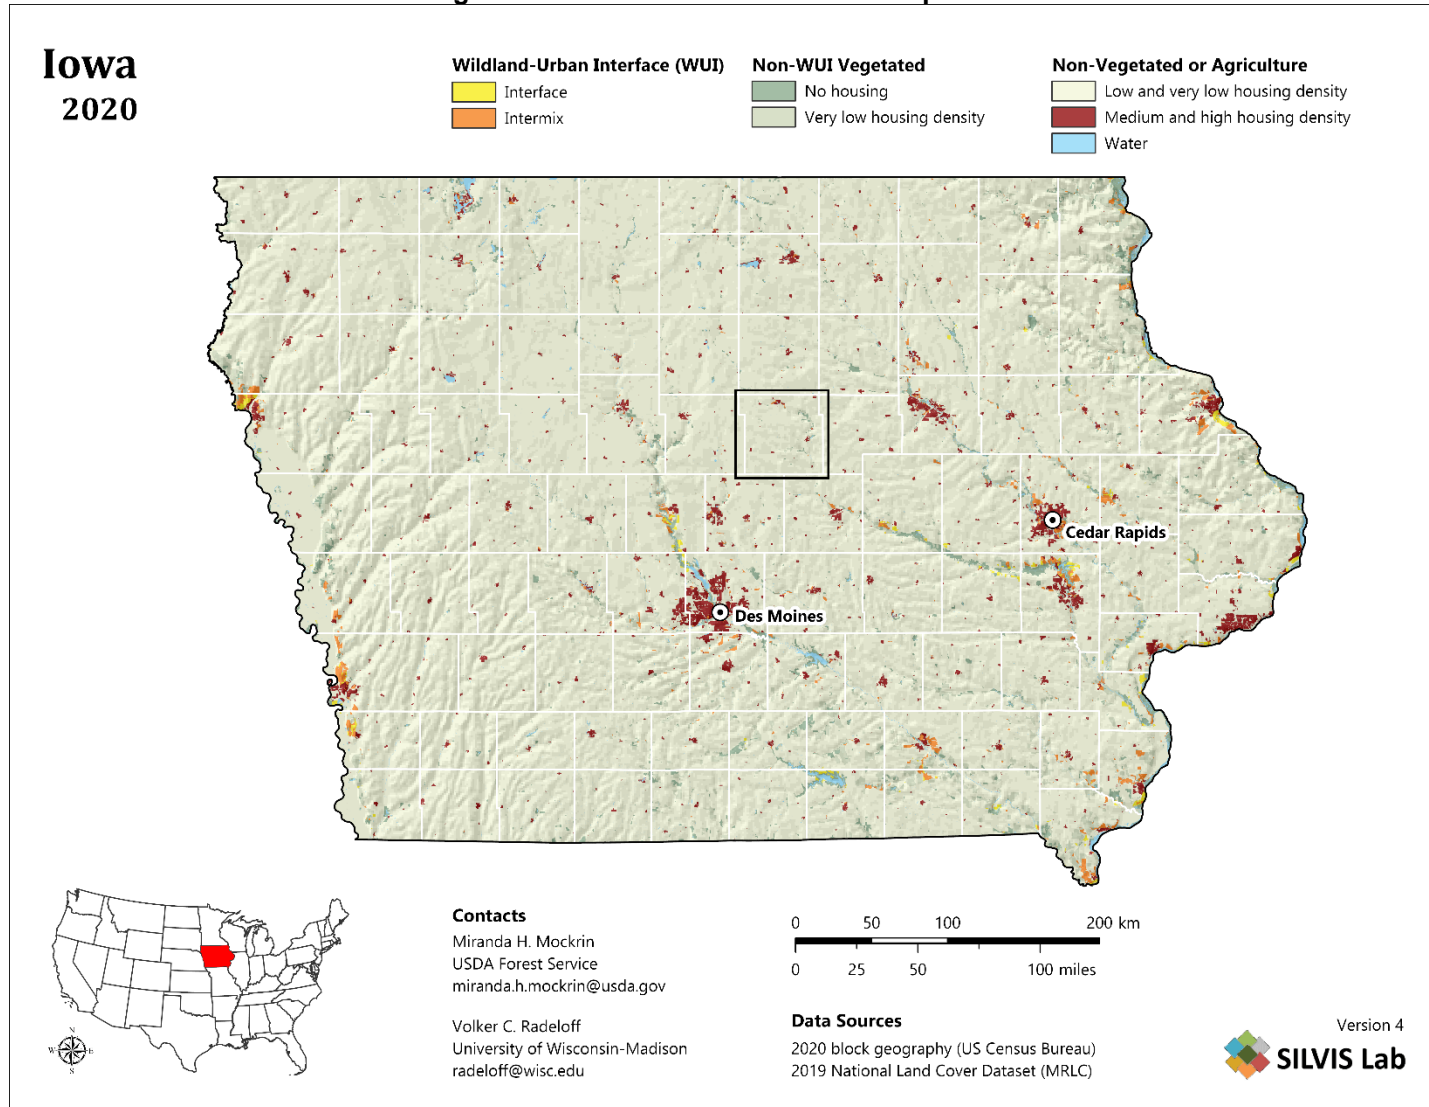 Iowa
2020
Wildland-Urban Interface (WUI)
Interface
Intermix
Non-WUI Vegetated
No housing
Very low housing density
Non-Vegetated or Agriculture
Low and very low housing density
Medium and high housing density
Water
Cedar Rapids
Des Moines
N
W E
S
Contacts
Miranda H. Mockrin
USDA Forest Service
miranda.h.mockrin@usda.gov
Volker C. Radeloff
University of Wisconsin-Madison
radeloff@wisc.edu
0 50 100 200 km
0 25 50 100 miles
Data Sources
2020 block geography (US Census Bureau)
2019 National Land Cover Dataset (MRLC)
Version 4
SILVIS Lab